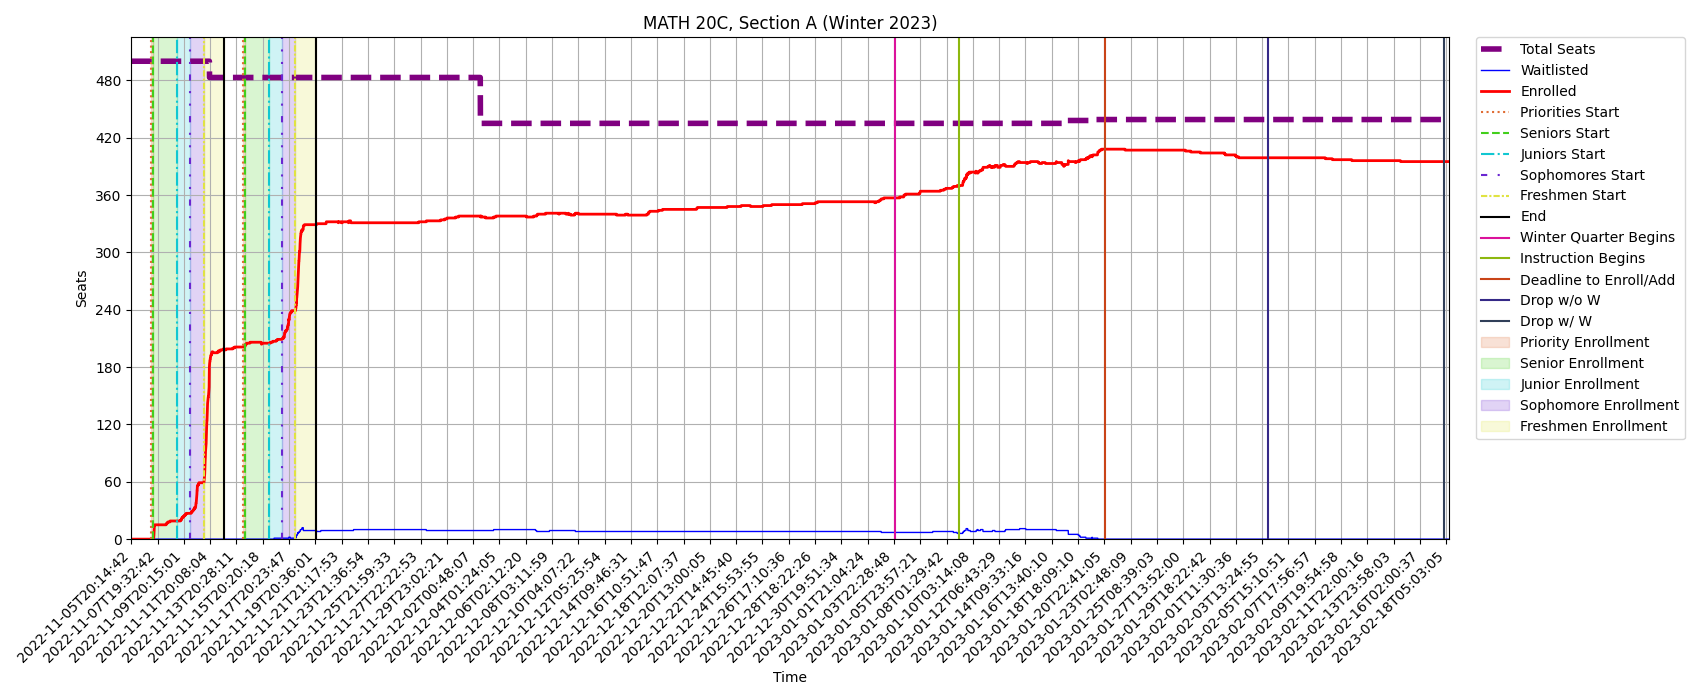 MATH 20C, Section A (Winter 2023)
Seats
480
420
360
300
240
180
120
60
0
2022-11-05T20:14:42
2022-11-07T19:32:42
2022-11-09T20:15:01
2022-11-11T20:08:04
2022-11-13T20:28:11
2022-11-15T20:20:18
2022-11-17T20:23:47
2022-11-19T20:36:01
2022-11-21T21:17:53
2022-11-23T21:36:54
2022-11-25T21:59:33
2022-11-27T22:22:53
2022-11-29T23:02:21
2022-12-02T00:48:07
2022-12-04T01:24:05
2022-12-06T02:12:20
2022-12-08T03:11:59
2022-12-10T04:07:22
2022-12-12T05:25:54
2022-12-14T09:46:31
2022-12-16T10:51:47
2022-12-18T12:07:37
2022-12-20T13:00:05
2022-12-22T14:45:40
2022-12-24T15:53:55
2022-12-26T17:10:36
2022-12-28T18:22:26
2022-12-30T19:51:34
2023-01-01T21:04:24
2023-01-03T22:28:48
2023-01-05T23:57:21
2023-01-08T01:29:42
2023-01-10T03:14:08
2023-01-12T06:43:29
2023-01-14T09:33:16
2023-01-16T13:40:10
2023-01-18T18:09:10
2023-01-20T22:41:05
2023-01-23T02:48:09
2023-01-25T08:39:03
2023-01-27T13:52:00
2023-01-29T18:22:42
2023-02-01T11:30:36
2023-02-03T13:24:55
2023-02-05T15:10:51
2023-02-07T17:56:57
2023-02-09T19:54:58
2023-02-11T22:00:16
2023-02-13T23:58:03
2023-02-16T02:00:37
2023-02-18T05:03:05
Time
Total Seats
Waitlisted
Enrolled
Priorities Start
Seniors Start
Juniors Start
Sophomores Start
Freshmen Start
End
Winter Quarter Begins
Instruction Begins
Deadline to Enroll/Add
Drop w/o W
Drop w/ W
Priority Enrollment
Senior Enrollment
Junior Enrollment
Sophomore Enrollment
Freshmen Enrollment